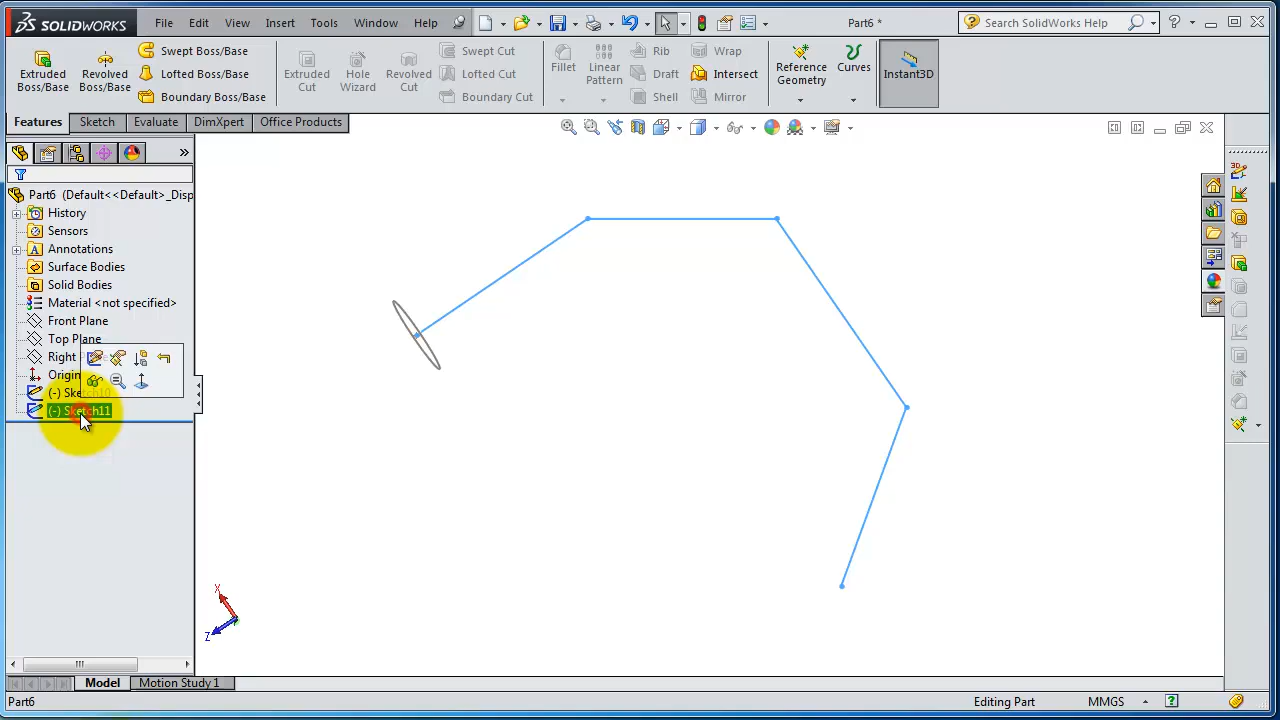 SOLIDWORKS File Edit View Insert Tools Window Help Part6 * Search SolidWorks Help
Extruded Boss/Base
Revolved Boss/Base
Swept Boss/Base
Lofted Boss/Base
Boundary Boss/Base
Extruded Cut
Hole Wizard
Revolved Cut
Swept Cut
Lofted Cut
Boundary Cut
Fillet
Linear Pattern
Rib
Draft
Shell
Wrap
Intersect
Mirror
Reference Geometry
Curves
Instant3D
Features Sketch Evaluate DimXpert Office Products
Part6 (Default<<Default>_Disp
History
Sensors
Annotations
Surface Bodies
Solid Bodies
Material <not specified>
Front Plane
Top Plane
Right
Origin
(-) Sketch10
(-) Sketch11
X
Z
Model Motion Study 1
Part6 Editing Part MMGS